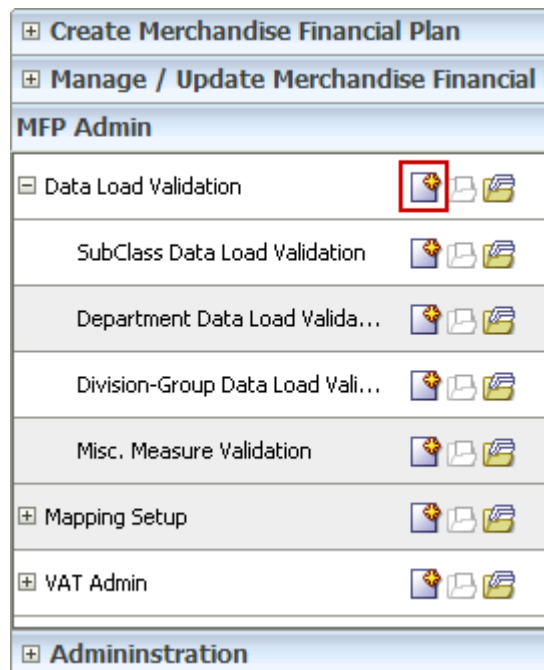 Create Merchandise Financial Plan
Manage / Update Merchandise Financial
MFP Admin
Data Load Validation
SubClass Data Load Validation
Department Data Load Valida...
Division-Group Data Load Vali...
Misc. Measure Validation
Mapping Setup
VAT Admin
Admininstration